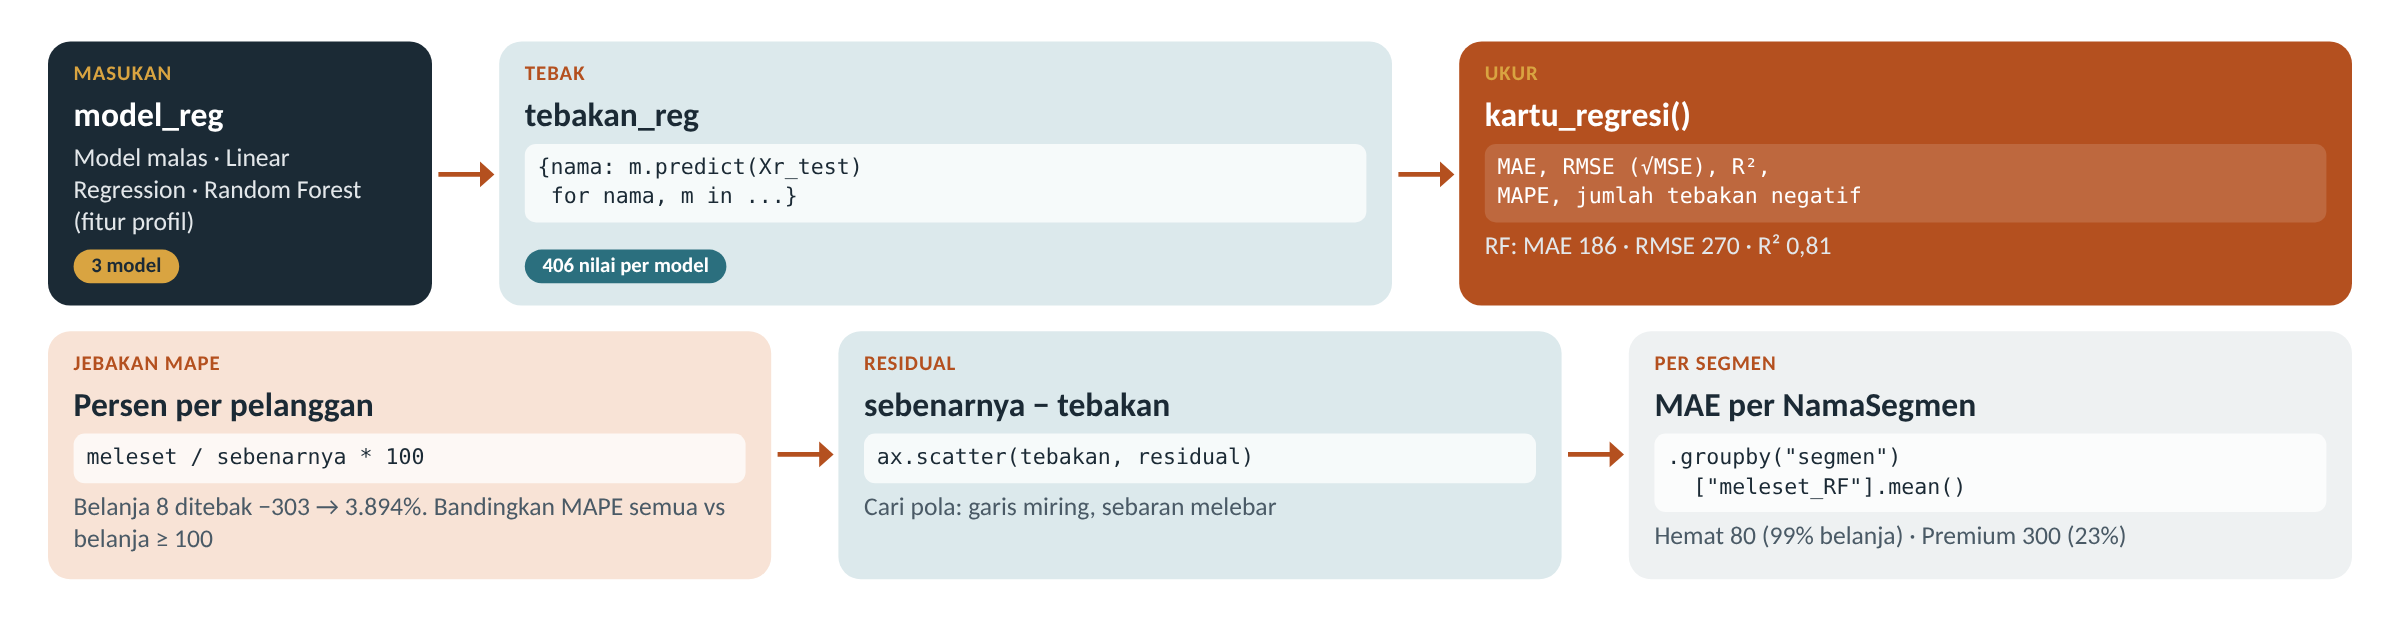 MASUKAN
model_reg
Model malas · Linear
Regression · Random Forest
(fitur profil)
3 model
TEBAK
tebakan_reg
{nama: m.predict(Xr_test)
 for nama, m in ...}
406 nilai per model
UKUR
kartu_regresi()
MAE, RMSE (√MSE), R²,
MAPE, jumlah tebakan negatif
RF: MAE 186 · RMSE 270 · R² 0,81
JEBAKAN MAPE
Persen per pelanggan
meleset / sebenarnya * 100
Belanja 8 ditebak −303 → 3.894%. Bandingkan MAPE semua vs
belanja ≥ 100
RESIDUAL
sebenarnya − tebakan
ax.scatter(tebakan, residual)
Cari pola: garis miring, sebaran melebar
PER SEGMEN
MAE per NamaSegmen
.groupby("segmen")
  ["meleset_RF"].mean()
Hemat 80 (99% belanja) · Premium 300 (23%)